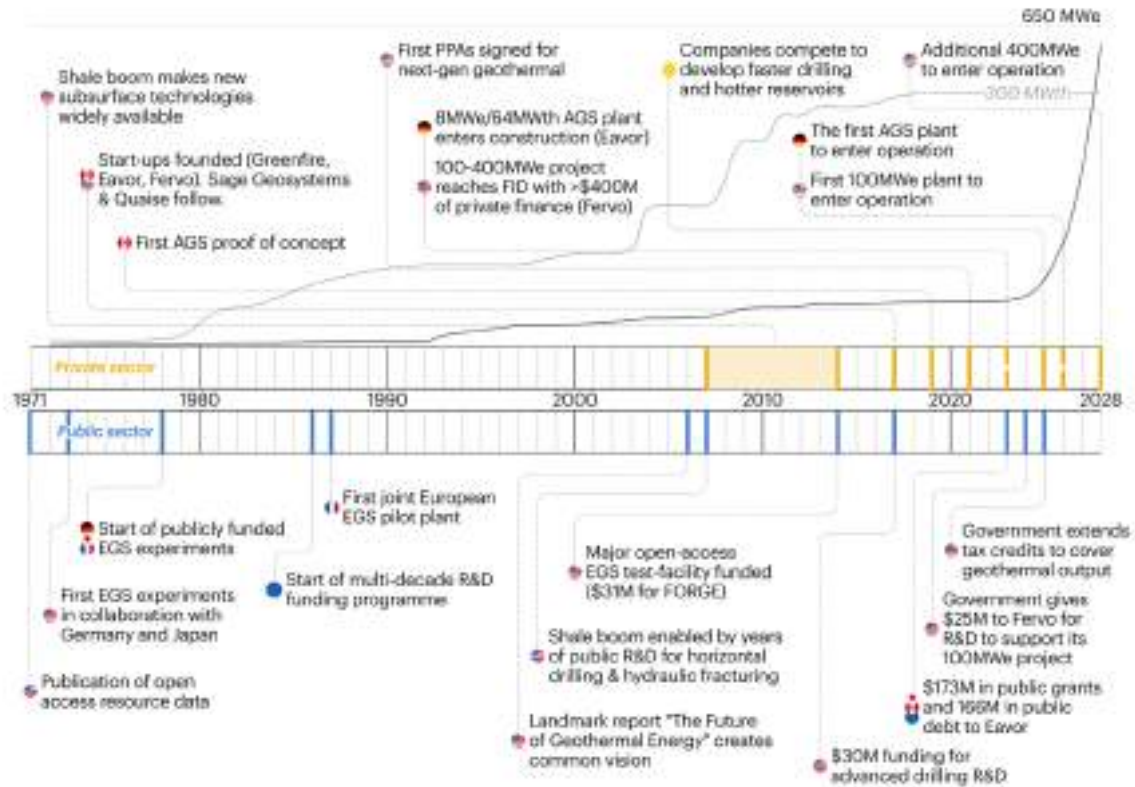 650 MWe
Shale boom makes new
subsurface technologies
widely available
Start-ups founded (Greenfire,
Eavor, Fervo). Sage Geosystems
& Quaise follow.
First AGS proof of concept
First PPAs signed for
next-gen geothermal
8MWe/64MWth AGS plant
enters construction (Eavor)
100-400MWe project
reaches FID with >$400M
of private finance (Fervo)
Companies compete to
develop faster drilling
and hotter reservoirs
Additional 400MWe
to enter operation
300 MWth
The first AGS plant
to enter operation
First 100MWe plant to
enter operation
Private sector
1971 1980 1990 2000 2010 2020 2028
Public sector
Start of publicly funded
EGS experiments
First EGS experiments
in collaboration with
Germany and Japan
Publication of open
access resource data
First joint European
EGS pilot plant
Start of multi-decade R&D
funding programme
Major open-access
EGS test-facility funded
($31M for FORGE)
Shale boom enabled by years
of public R&D for horizontal
drilling & hydraulic fracturing
Landmark report "The Future
of Geothermal Energy" creates
common vision
Government extends
tax credits to cover
geothermal output
Government gives
$25M to Fervo for
R&D to support its
100MWe project
$173M in public grants
and 166M in public
debt to Eavor
$30M funding for
advanced drilling R&D